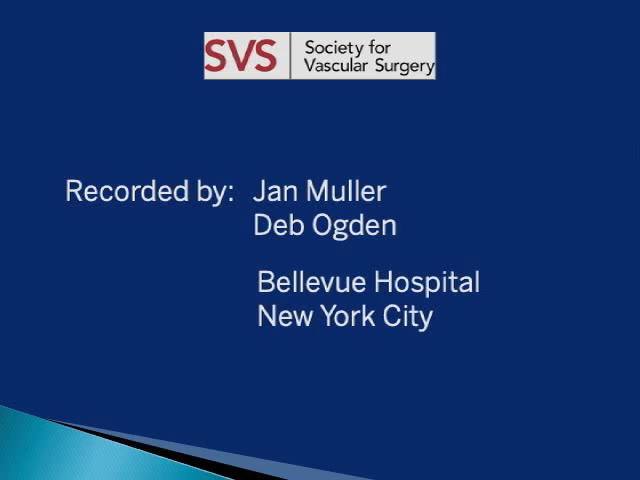 SVS
Society for
Vascular Surgery
Recorded by: Jan Muller
Deb Ogden
Bellevue Hospital
New York City